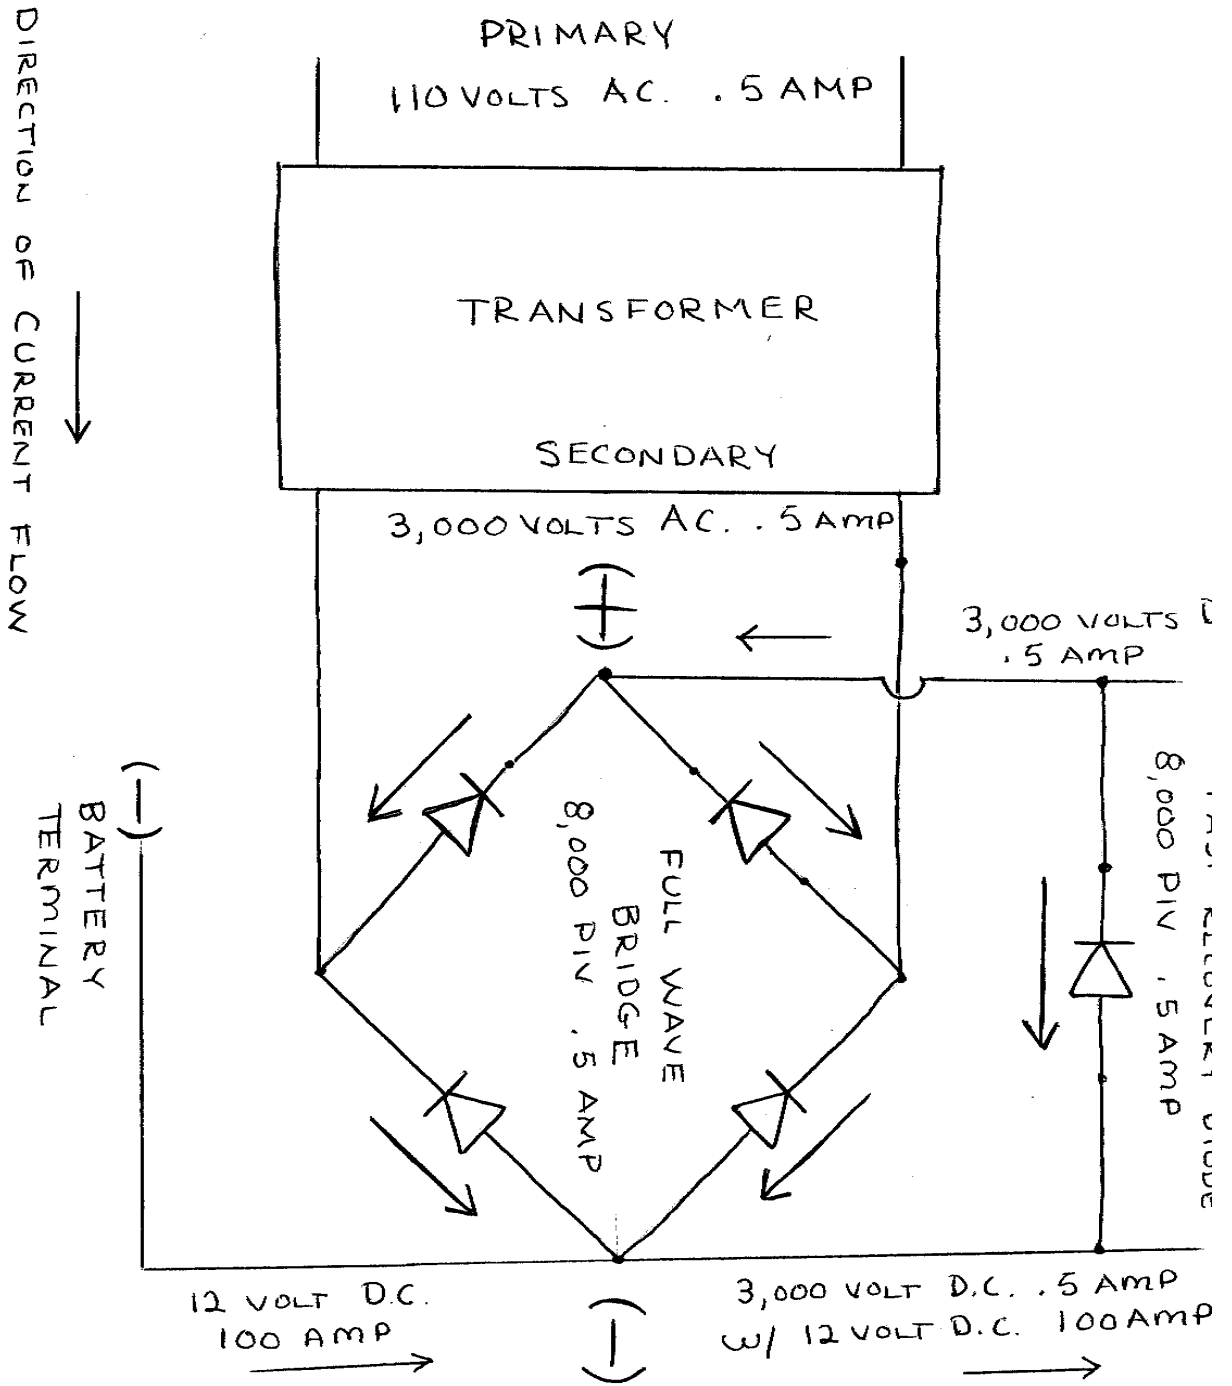 DIRECTION OF CURRENT FLOW
PRIMARY
110 VOLTS AC. .5 AMP
TRANSFORMER
SECONDARY
3,000 VOLTS AC. .5 AMP
(+)
3,000 VOLTS
.5 AMP
(-)
BATTERY
TERMINAL
FULL WAVE
BRIDGE
8,000 PIV .5 AMP
RECOVERY DIODE
8,000 PIV .5 AMP
12 VOLT D.C.
100 AMP
(-)
3,000 VOLT D.C. .5 AMP
W/ 12 VOLT D.C. 100 AMP